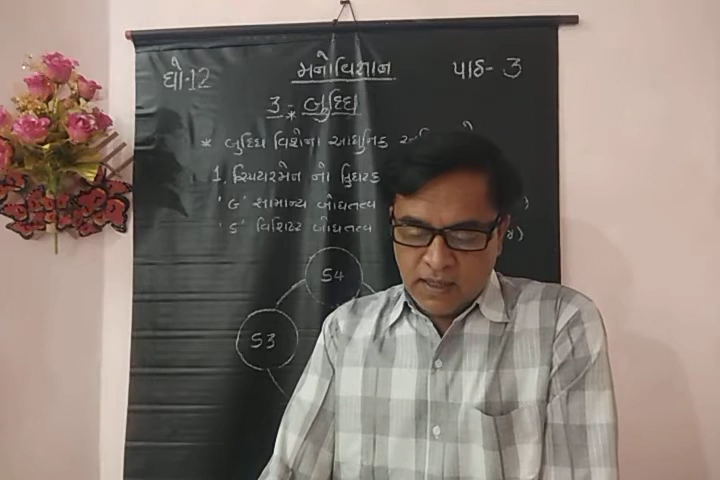 ધો-12 મનોવિજ્ઞાન પાઠ- 3
3 - બુદ્ધિ
* બુદ્ધિ વિશેના આધુનિક
1. સ્પિયરમેન નો દ્વિઘટક
'G' સામાન્ય બોધતત્વ )
'S' વિશિષ્ટ બોધતત્વ )
S4
S3